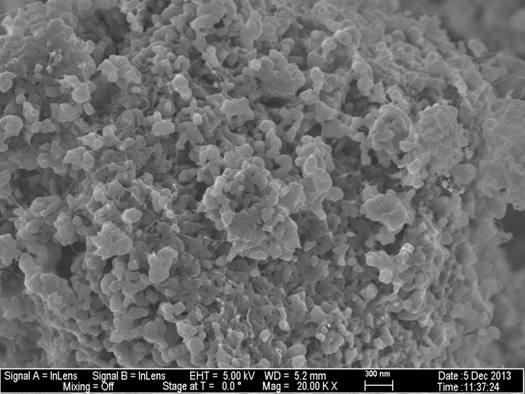 Signal A = InLens Signal B = InLens EHT = 5.00 kV WD = 5.2 mm 300 nm Date :5 Dec 2013
Mixing = Off Stage at T = 0.0 ° Mag = 20.00 K X Time :11:37:24